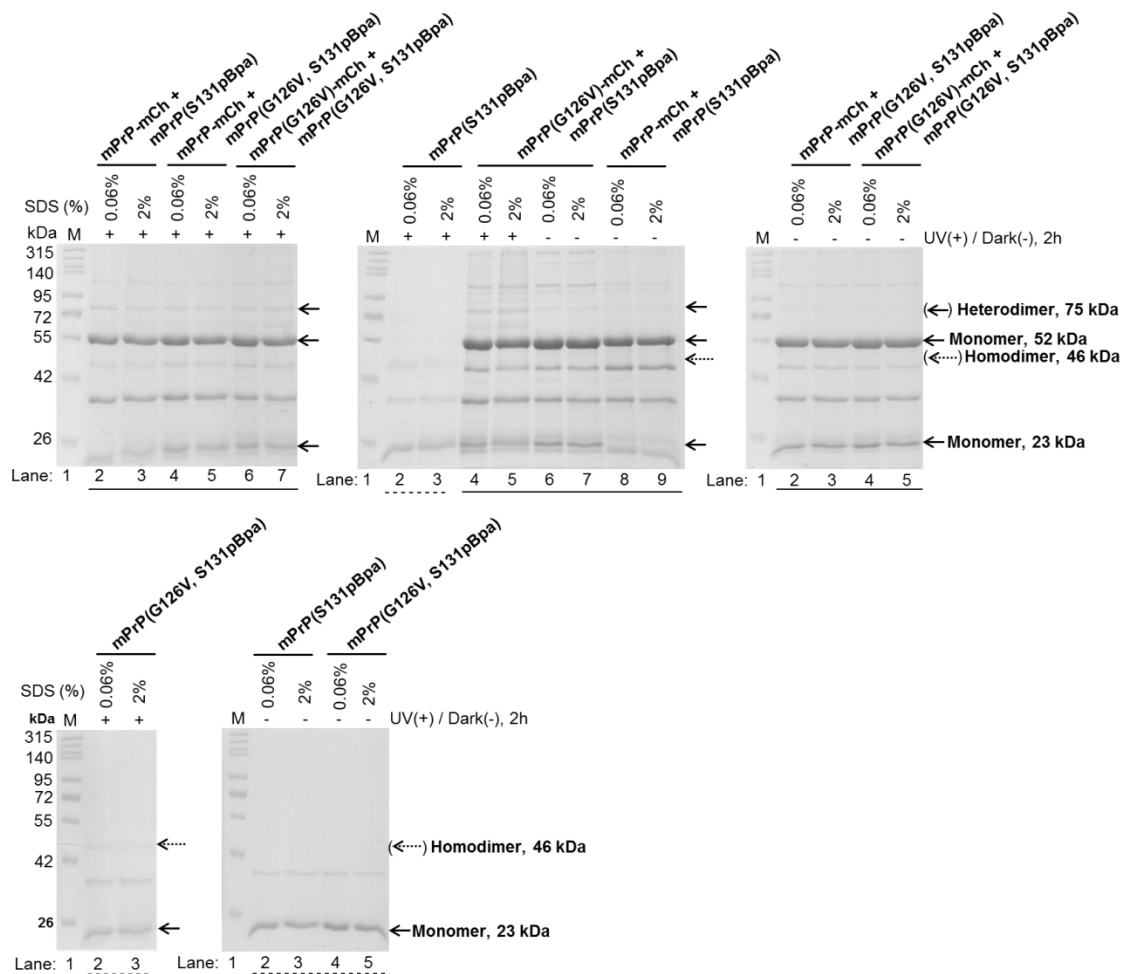 mPrP-mCh +
mPrP(S131pBpa)
mPrP-mCh +
mPrP(G126V, S131pBpa)
mPrP(G126V)-mCh +
mPrP(G126V, S131pBpa)
SDS (%) 0.06% 2% 0.06% 2% 0.06% 2%
kDa M + + + + + +
315
140
95
72
55
42
26
Lane: 1 2 3 4 5 6 7
mPrP(S131pBpa)
mPrP(G126V)-mCh +
mPrP(S131pBpa)
mPrP-mCh +
mPrP(S131pBpa)
0.06% 2% 0.06% 2% 0.06% 2% 0.06% 2%
M + + + + - - - -
Lane: 1 2 3 4 5 6 7 8 9
mPrP-mCh +
mPrP(G126V, S131pBpa)
mPrP(G126V)-mCh +
mPrP(G126V, S131pBpa)
0.06% 2% 0.06% 2%
M - - - - UV(+) / Dark(-), 2h
(←) Heterodimer, 75 kDa
Monomer, 52 kDa
(←) Homodimer, 46 kDa
Monomer, 23 kDa
Lane: 1 2 3 4 5
mPrP(G126V, S131pBpa)
SDS (%) 0.06% 2%
kDa M + + UV(+) / Dark(-), 2h
315
140
95
72
55
42
26
Lane: 1 2 3
mPrP(S131pBpa)
mPrP(G126V, S131pBpa)
0.06% 2% 0.06% 2%
M - - - - UV(+) / Dark(-), 2h
(←) Homodimer, 46 kDa
Monomer, 23 kDa
Lane: 1 2 3 4 5